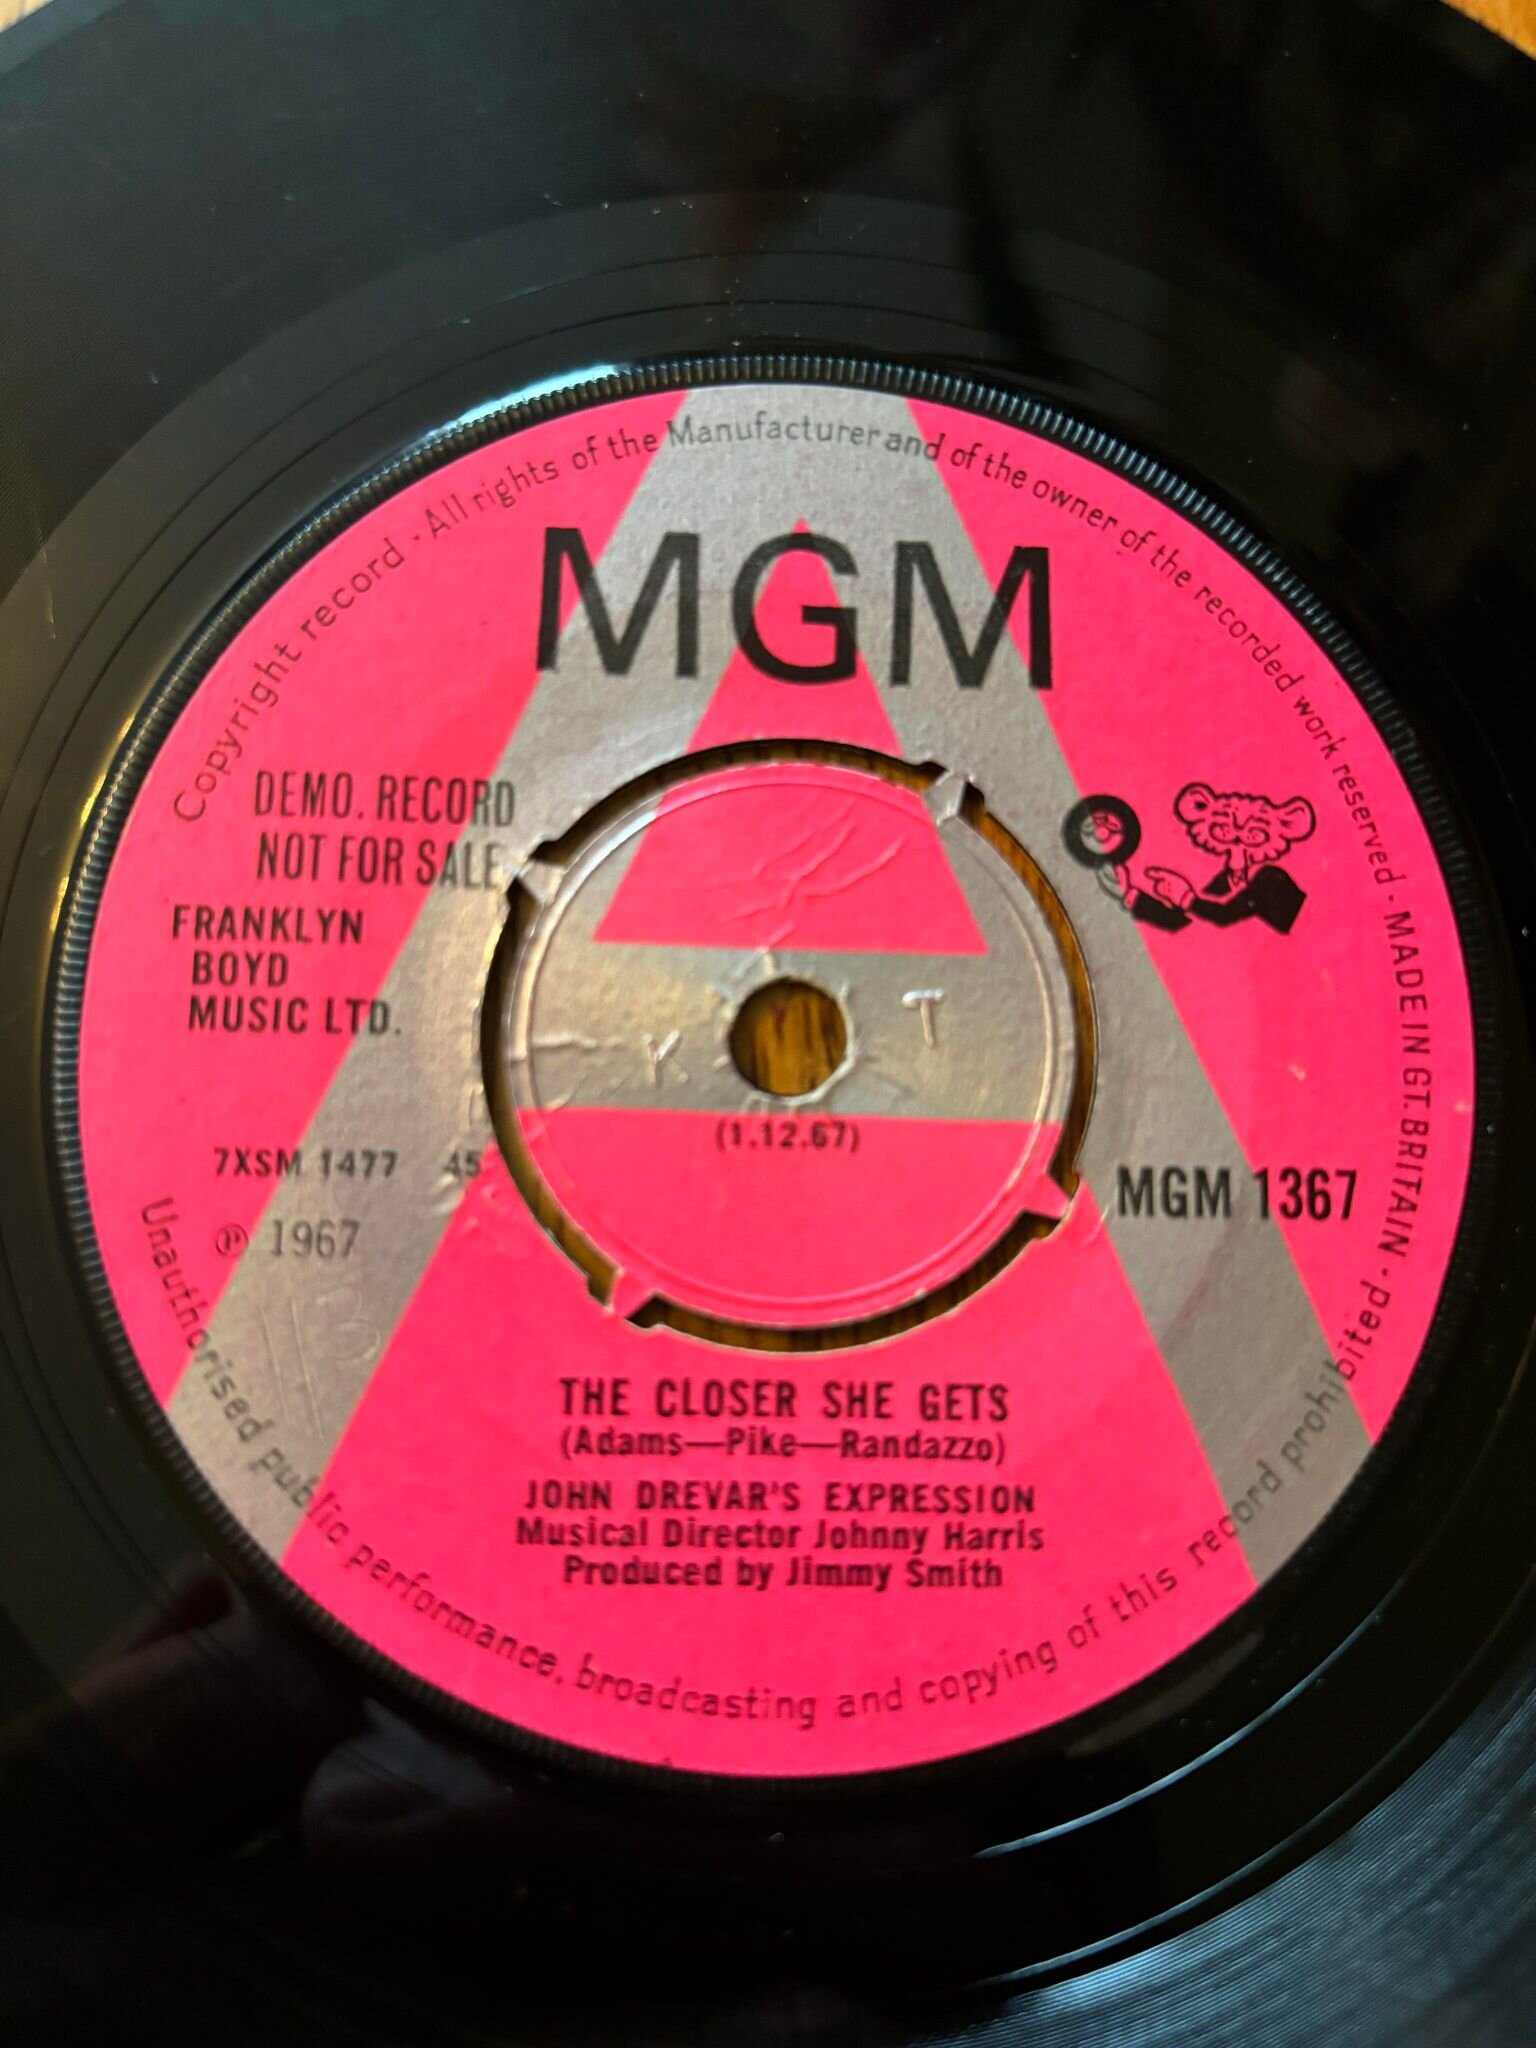 Copyright record · All rights of the Manufacturer and of the owner of the recorded work reserved · MADE IN GT. BRITAIN ·
MGM
DEMO. RECORD
NOT FOR SALE
FRANKLYN
BOYD
MUSIC LTD.
K T
(1.12.67)
7XSM 1477 45
MGM 1367
℗ 1967
THE CLOSER SHE GETS
(Adams—Pike—Randazzo)
JOHN DREVAR'S EXPRESSION
Musical Director Johnny Harris
Produced by Jimmy Smith
Unauthorised public performance, broadcasting and copying of this record prohibited ·